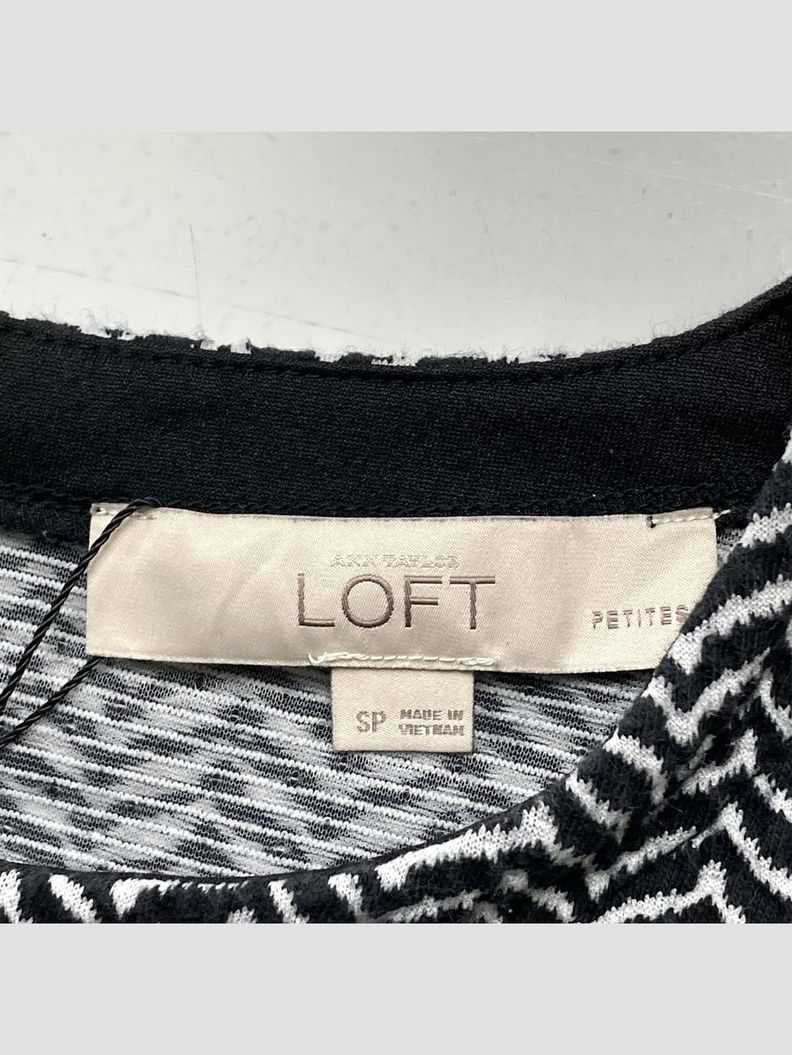 ANN TAYLOR
LOFT
PETITES
SP
MADE IN
VIETNAM